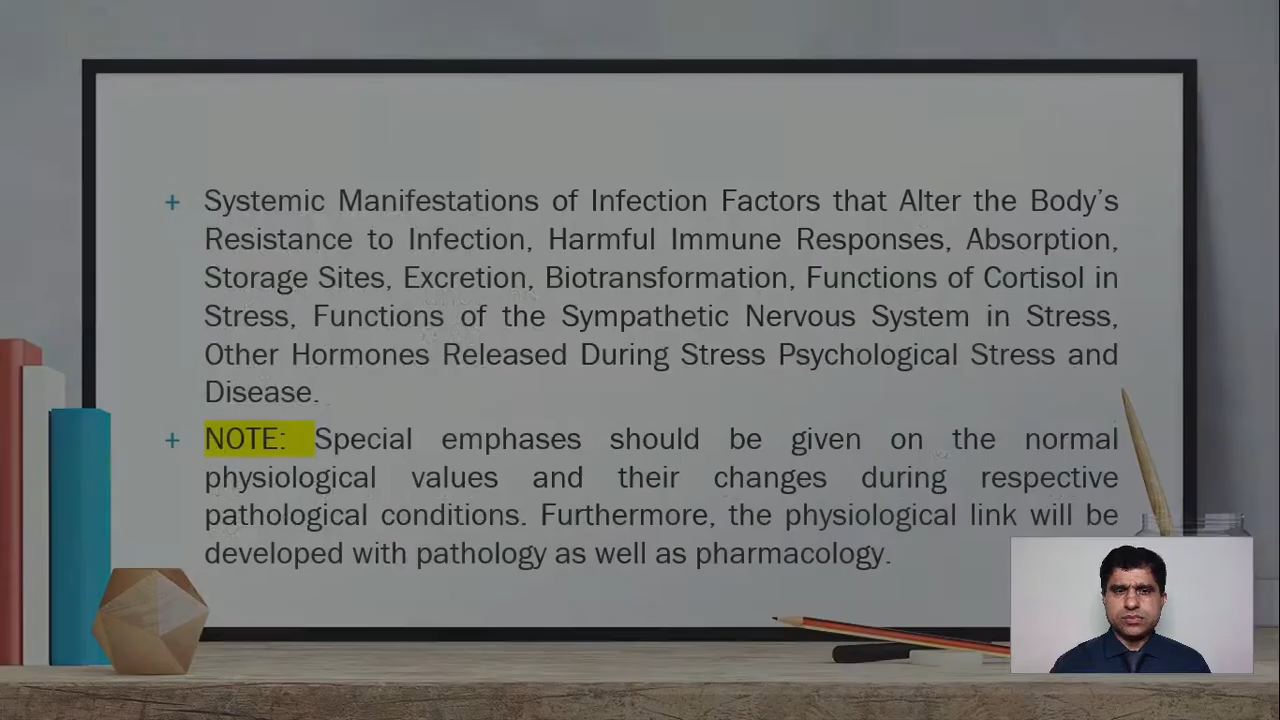 + Systemic Manifestations of Infection Factors that Alter the Body’s
Resistance to Infection, Harmful Immune Responses, Absorption,
Storage Sites, Excretion, Biotransformation, Functions of Cortisol in
Stress, Functions of the Sympathetic Nervous System in Stress,
Other Hormones Released During Stress Psychological Stress and
Disease.
+ NOTE: Special emphases should be given on the normal
physiological values and their changes during respective
pathological conditions. Furthermore, the physiological link will be
developed with pathology as well as pharmacology.